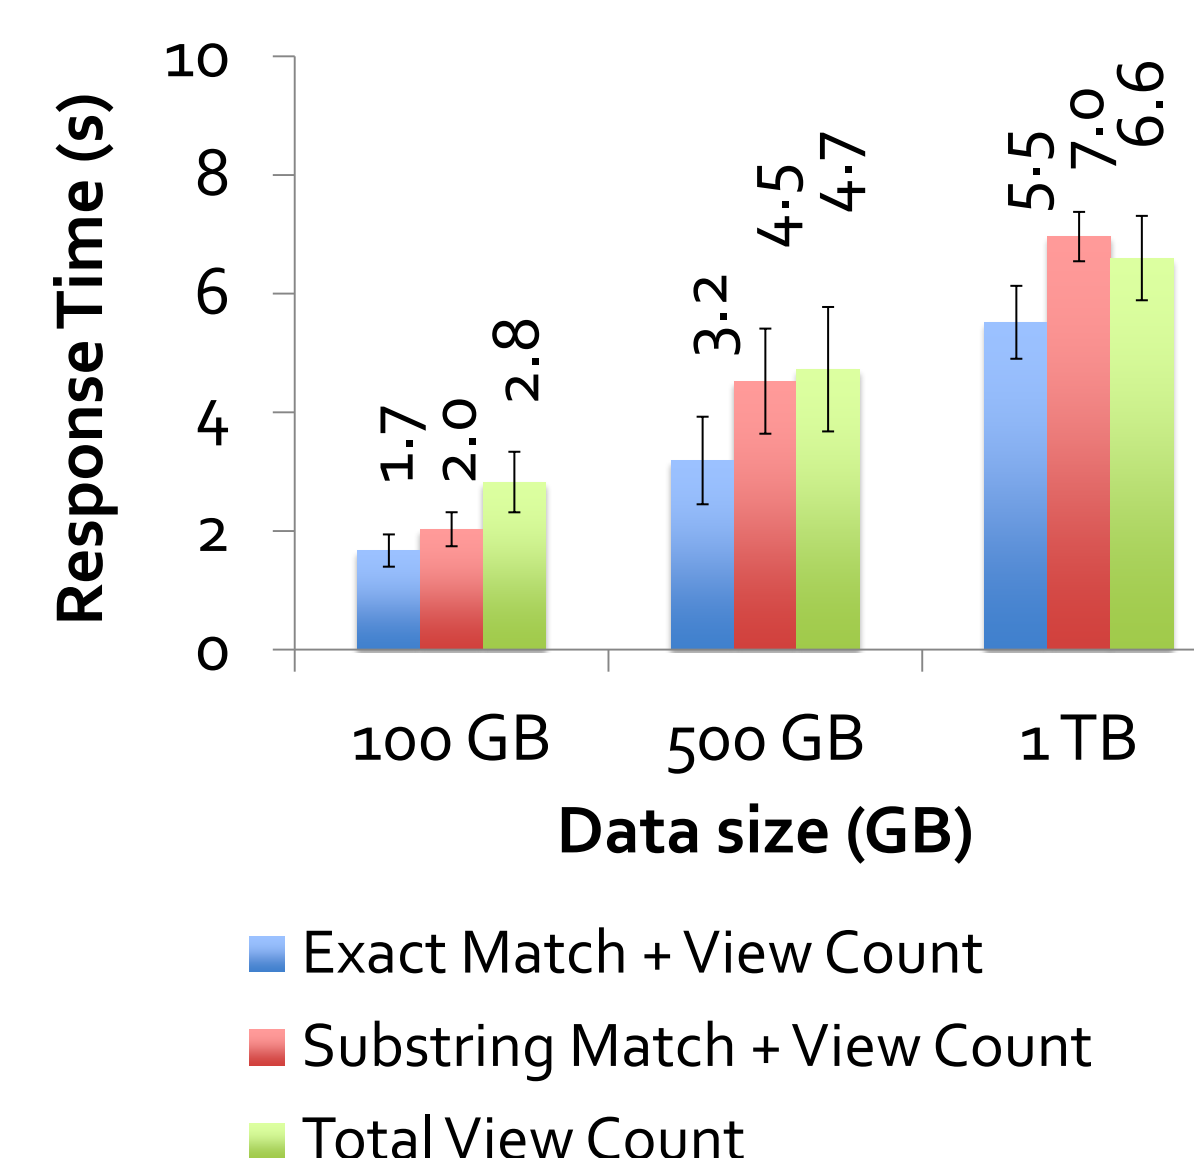 Response Time (s)
10
8
6
4
2
0
1.7
2.0
2.8
3.2
4.5
4.7
5.5
7.0
6.6
100 GB
500 GB
1 TB
Data size (GB)
Exact Match + View Count
Substring Match + View Count
Total View Count